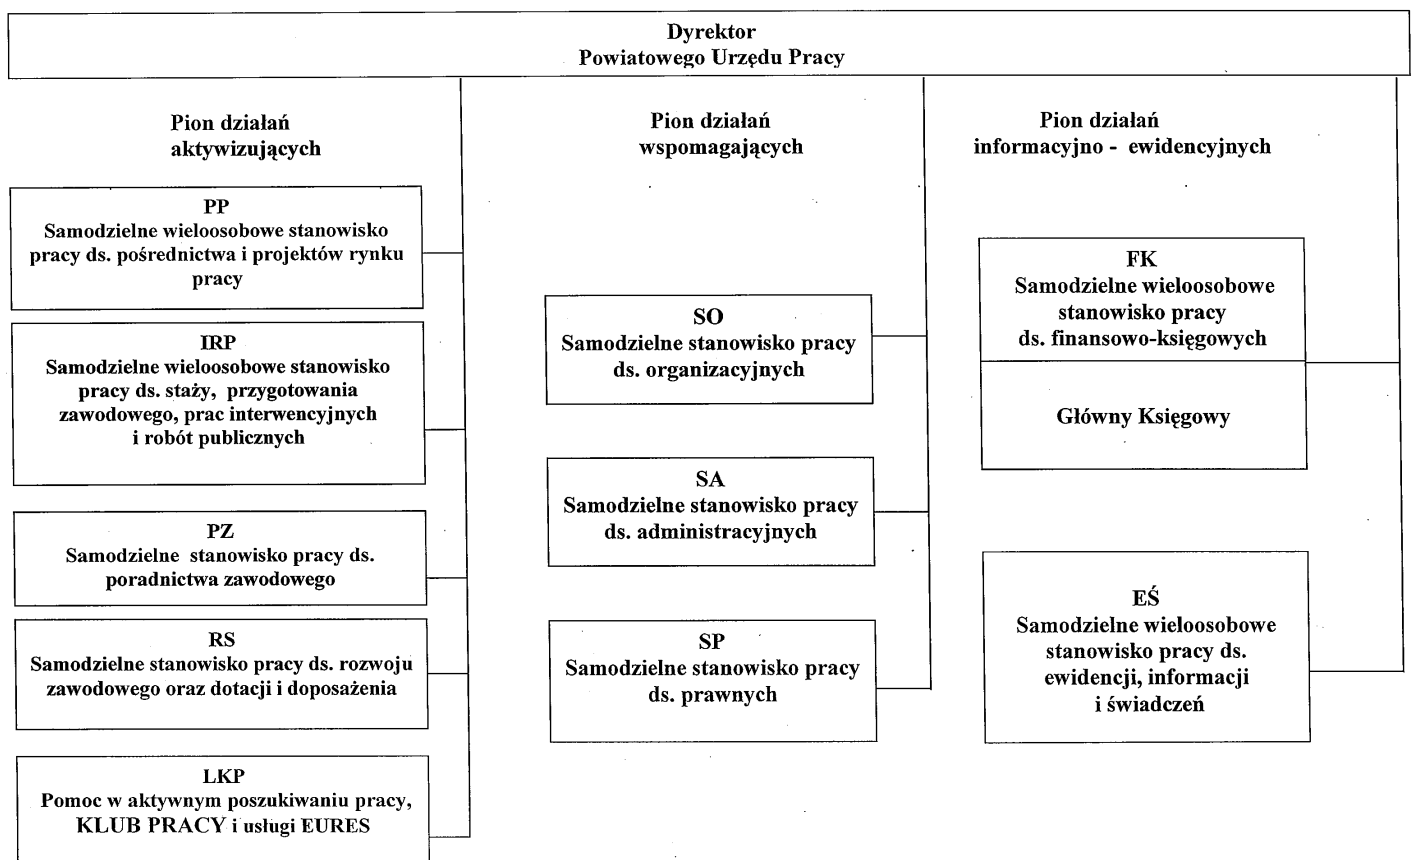 Dyrektor
Powiatowego Urzędu Pracy
Pion działań
aktywizujących
PP
Samodzielne wieloosobowe stanowisko
pracy ds. pośrednictwa i projektów rynku
pracy
IRP
Samodzielne wieloosobowe stanowisko
pracy ds. staży, przygotowania
zawodowego, prac interwencyjnych
i robót publicznych
PZ
Samodzielne stanowisko pracy ds.
poradnictwa zawodowego
RS
Samodzielne stanowisko pracy ds. rozwoju
zawodowego oraz dotacji i doposażenia
LKP
Pomoc w aktywnym poszukiwaniu pracy,
KLUB PRACY i usługi EURES
Pion działań
wspomagających
SO
Samodzielne stanowisko pracy
ds. organizacyjnych
SA
Samodzielne stanowisko pracy
ds. administracyjnych
SP
Samodzielne stanowisko pracy
ds. prawnych
Pion działań
informacyjno - ewidencyjnych
FK
Samodzielne wieloosobowe
stanowisko pracy
ds. finansowo-księgowych
Główny Księgowy
EŚ
Samodzielne wieloosobowe
stanowisko pracy ds.
ewidencji, informacji
i świadczeń